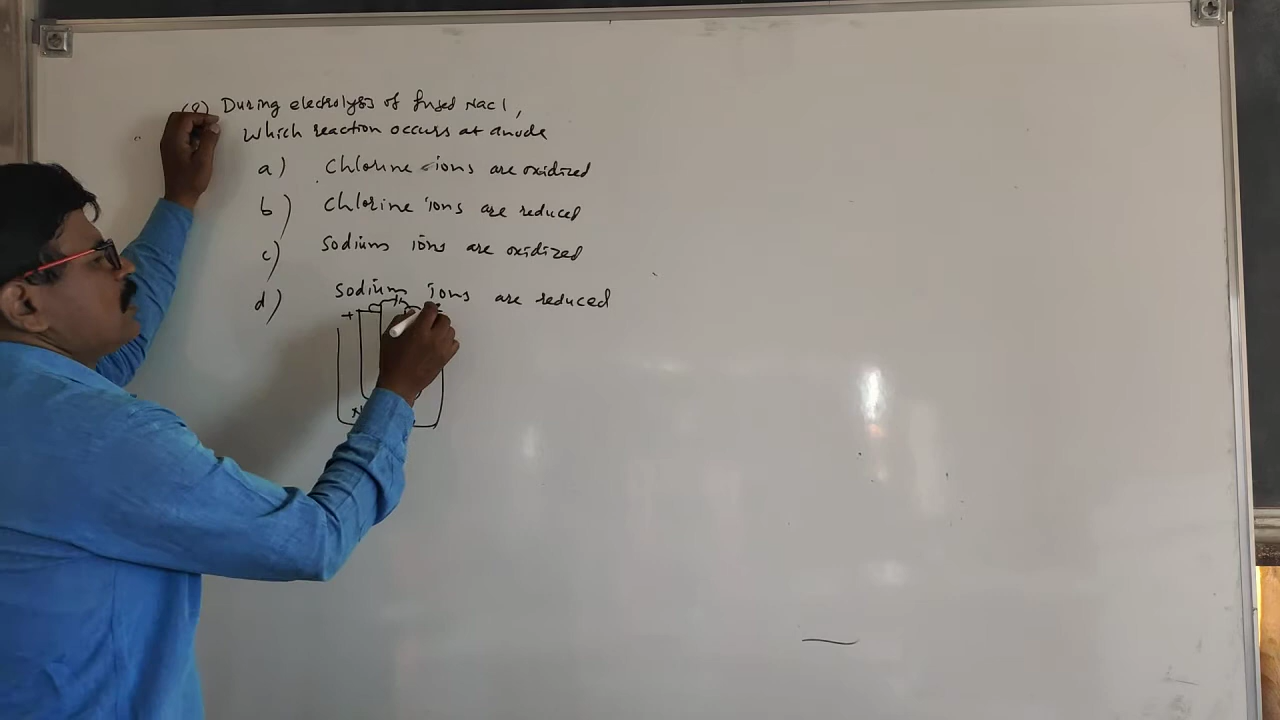 (8) During electrolysis of fused NaCl,
which reaction occurs at anode
a) chlorine ions are oxidized
b) chlorine ions are reduced
c) sodium ions are oxidized
d) sodium ions are reduced
+